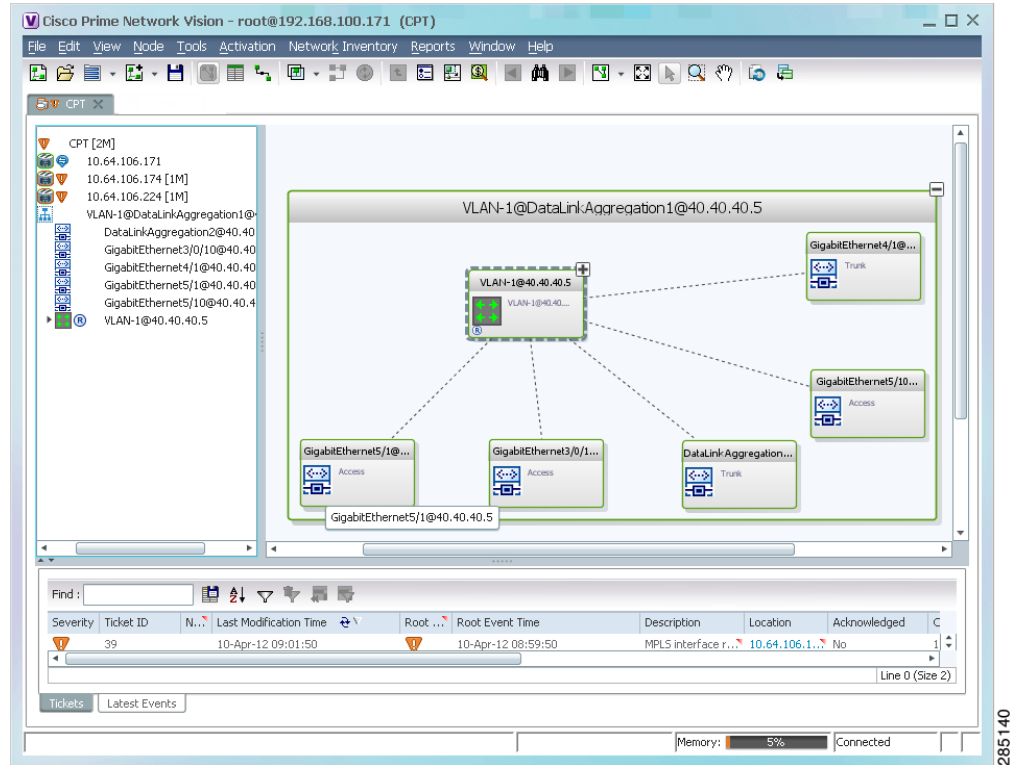 Cisco Prime Network Vision - root@192.168.100.171 (CPT)
File Edit View Node Tools Activation Network Inventory Reports Window Help
CPT
CPT [2M]
10.64.106.171
10.64.106.174 [1M]
10.64.106.224 [1M]
VLAN-1@DataLinkAggregation1@
DataLinkAggregation2@40.40
GigabitEthernet3/0/10@40.40
GigabitEthernet4/1@40.40.40
GigabitEthernet5/1@40.40.40
GigabitEthernet5/10@40.40.4
VLAN-1@40.40.40.5
VLAN-1@DataLinkAggregation1@40.40.40.5
GigabitEthernet4/1@...
Trunk
VLAN-1@40.40.40.5
VLAN-1@40.40....
R
GigabitEthernet5/10...
Access
GigabitEthernet5/1@...
Access
GigabitEthernet3/0/1...
Access
DataLinkAggregation...
Trunk
GigabitEthernet5/1@40.40.40.5
Find :
Severity Ticket ID N... Last Modification Time Root ... Root Event Time Description Location Acknowledged C
39 10-Apr-12 09:01:50 10-Apr-12 08:59:50 MPLS interface r... 10.64.106.1... No 1
Line 0 (Size 2)
Tickets Latest Events
Memory: 5% Connected
285140